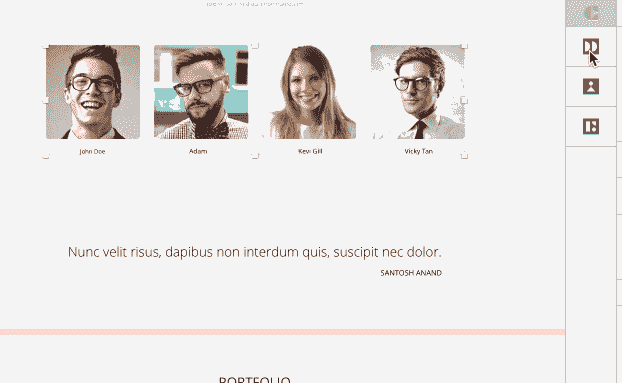 John Doe
Adam
Kevi Gill
Vicky Tan
Nunc velit risus, dapibus non interdum quis, suscipit nec dolor.
SANTOSH ANAND
PORTFOLIO